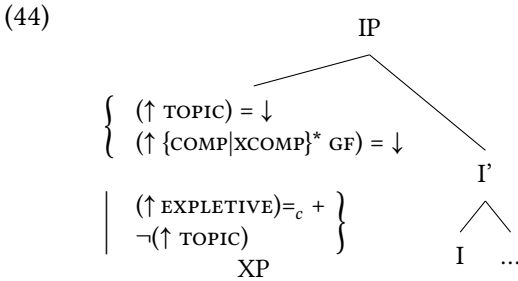 (44)
IP
{ (↑ TOPIC) = ↓
(↑ {COMP|XCOMP}* GF) = ↓
I’
| (↑ EXPLETIVE)=c +
¬(↑ TOPIC) }
XP
I ...